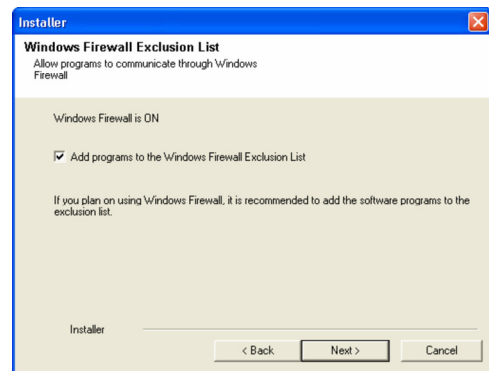 Installer
Windows Firewall Exclusion List
Allow programs to communicate through Windows
Firewall
Windows Firewall is ON
Add programs to the Windows Firewall Exclusion List
If you plan on using Windows Firewall, it is recommended to add the software programs to the
exclusion list.
Installer
< Back Next > Cancel